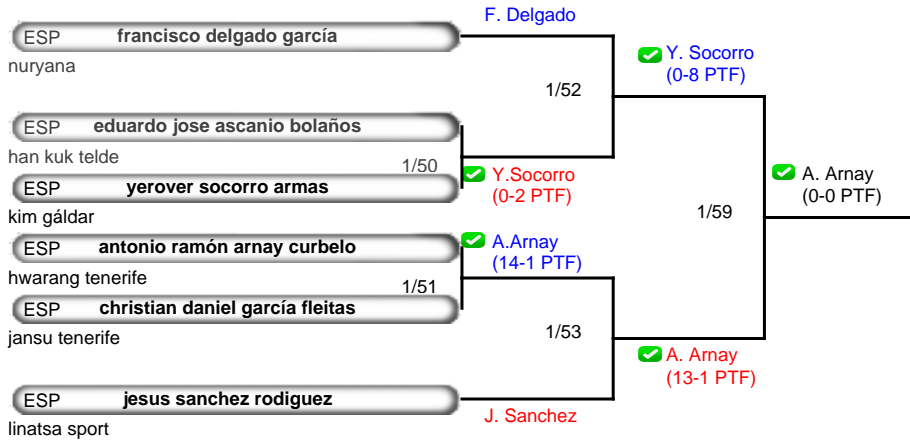 F. Delgado
ESP francisco delgado garcía
nuryana
Y. Socorro
(0-8 PTF)
1/52
ESP eduardo jose ascanio bolaños
han kuk telde
1/50
Y.Socorro
(0-2 PTF)
ESP yerover socorro armas
kim gáldar
A. Arnay
(0-0 PTF)
1/59
ESP antonio ramón arnay curbelo
hwarang tenerife
A.Arnay
(14-1 PTF)
1/51
ESP christian daniel garcía fleitas
jansu tenerife
1/53
A. Arnay
(13-1 PTF)
ESP jesus sanchez rodiguez
linatsa sport
J. Sanchez